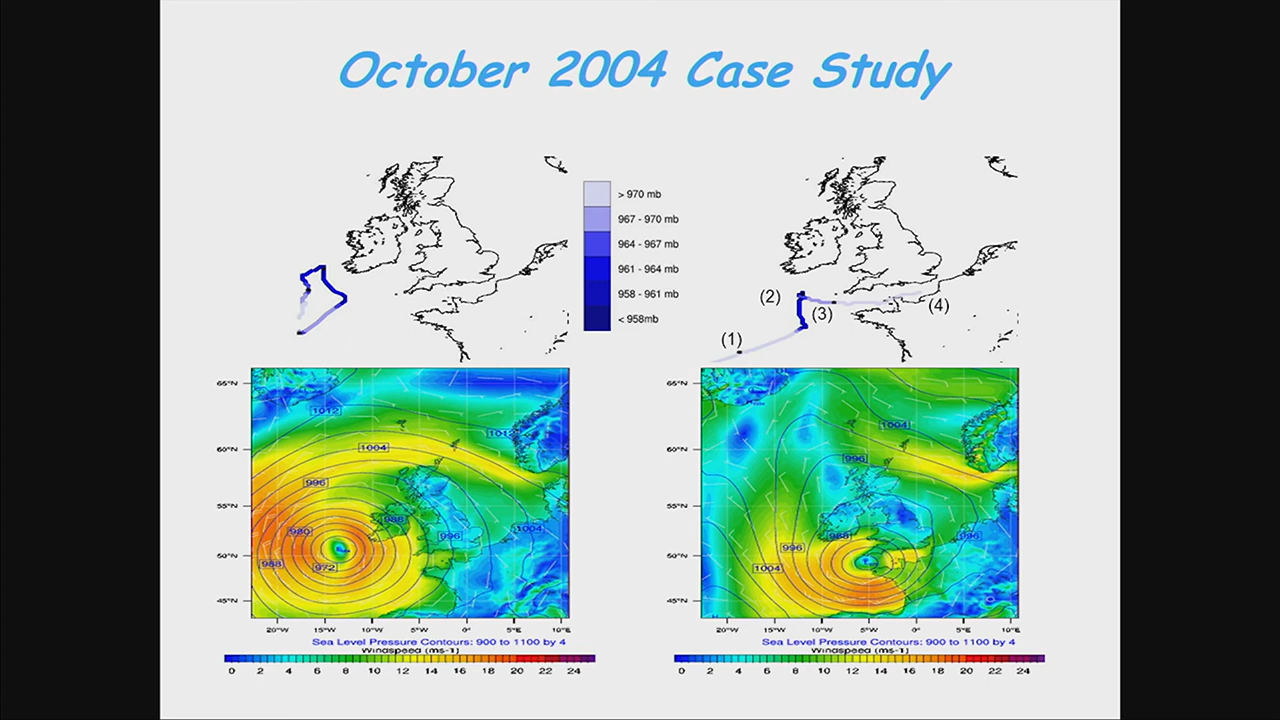 October 2004 Case Study
> 970 mb
967 - 970 mb
964 - 967 mb
961 - 964 mb
958 - 961 mb
< 958mb
(1)
(2)
(3)
(4)
65°N
60°N
55°N
50°N
45°N
1012
1012
1004
996
980
988
988
972
996
1004
20°W 15°W 10°W 5°W 0° 5°E 10°E
Sea Level Pressure Contours: 900 to 1100 by 4
Windspeed (ms-1)
0 2 4 6 8 10 12 14 16 18 20 22 24
65°N
60°N
55°N
50°N
45°N
1004
996
988
996
996
1004
20°W 15°W 10°W 5°W 0° 5°E 10°E
Sea Level Pressure Contours: 900 to 1100 by 4
Windspeed (ms-1)
0 2 4 6 8 10 12 14 16 18 20 22 24